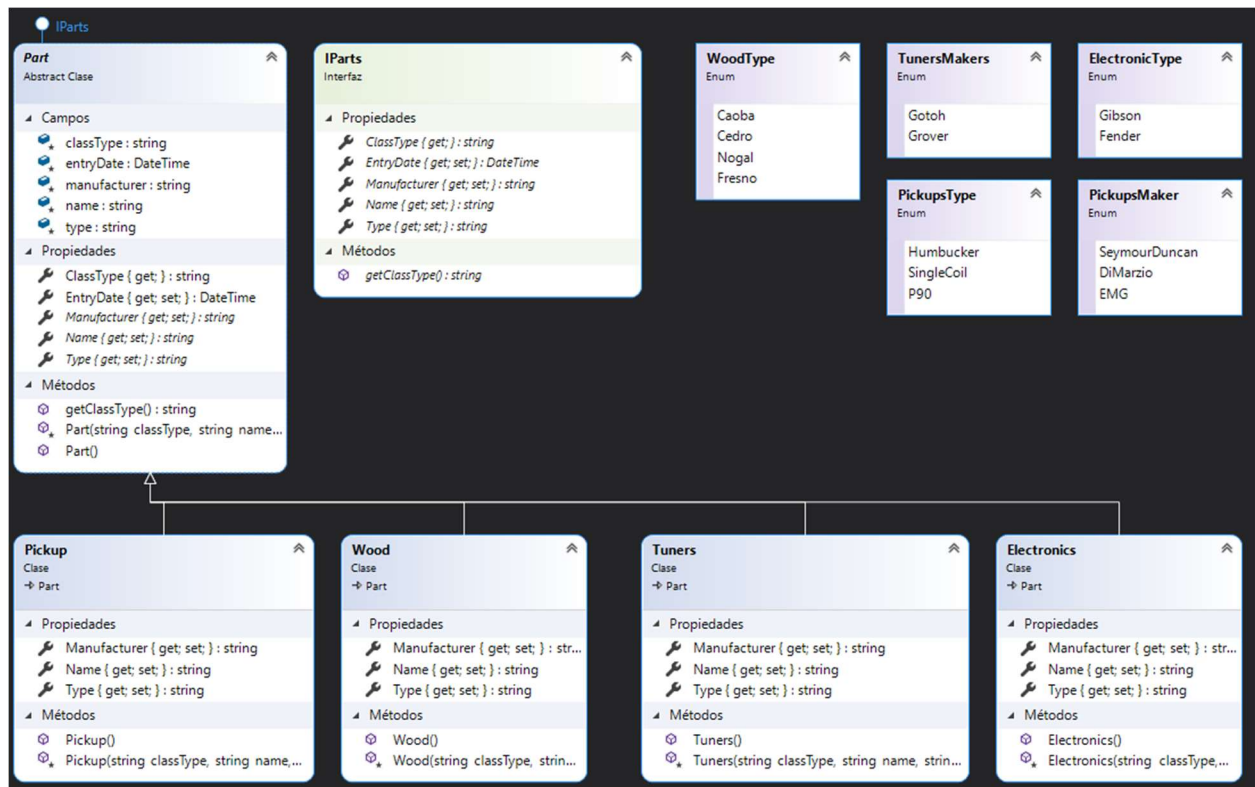 IParts
Part
Abstract Clase
Campos
classType : string
entryDate : DateTime
manufacturer : string
name : string
type : string
Propiedades
ClassType { get; } : string
EntryDate { get; set; } : DateTime
Manufacturer { get; set; } : string
Name { get; set; } : string
Type { get; set; } : string
Métodos
getClassType() : string
Part(string classType, string name...
Part()
IParts
Interfaz
Propiedades
ClassType { get; } : string
EntryDate { get; set; } : DateTime
Manufacturer { get; set; } : string
Name { get; set; } : string
Type { get; set; } : string
Métodos
getClassType() : string
WoodType
Enum
Caoba
Cedro
Nogal
Fresno
TunersMakers
Enum
Gotoh
Grover
ElectronicType
Enum
Gibson
Fender
PickupsType
Enum
Humbucker
SingleCoil
P90
PickupsMaker
Enum
SeymourDuncan
DiMarzio
EMG
Pickup
Clase
Part
Propiedades
Manufacturer { get; set; } : string
Name { get; set; } : string
Type { get; set; } : string
Métodos
Pickup()
Pickup(string classType, string name,...
Wood
Clase
Part
Propiedades
Manufacturer { get; set; } : str...
Name { get; set; } : string
Type { get; set; } : string
Métodos
Wood()
Wood(string classType, strin...
Tuners
Clase
Part
Propiedades
Manufacturer { get; set; } : string
Name { get; set; } : string
Type { get; set; } : string
Métodos
Tuners()
Tuners(string classType, string name, strin...
Electronics
Clase
Part
Propiedades
Manufacturer { get; set; } : str...
Name { get; set; } : string
Type { get; set; } : string
Métodos
Electronics()
Electronics(string classType,...